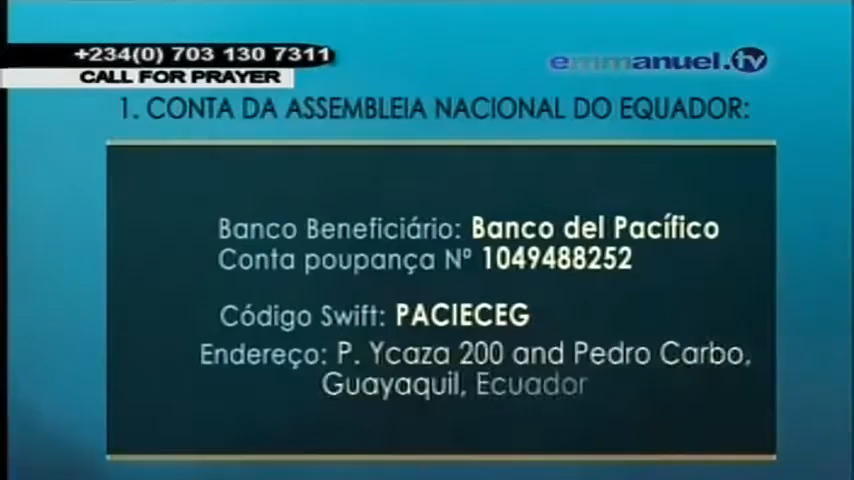 +234(0) 703 130 7311
CALL FOR PRAYER
emmanuel.tv
1. CONTA DA ASSEMBLEIA NACIONAL DO EQUADOR:
Banco Beneficiário: Banco del Pacífico
Conta poupança Nº 1049488252
Código Swift: PACIECEG
Endereço: P. Ycaza 200 and Pedro Carbo,
Guayaquil, Ecuador